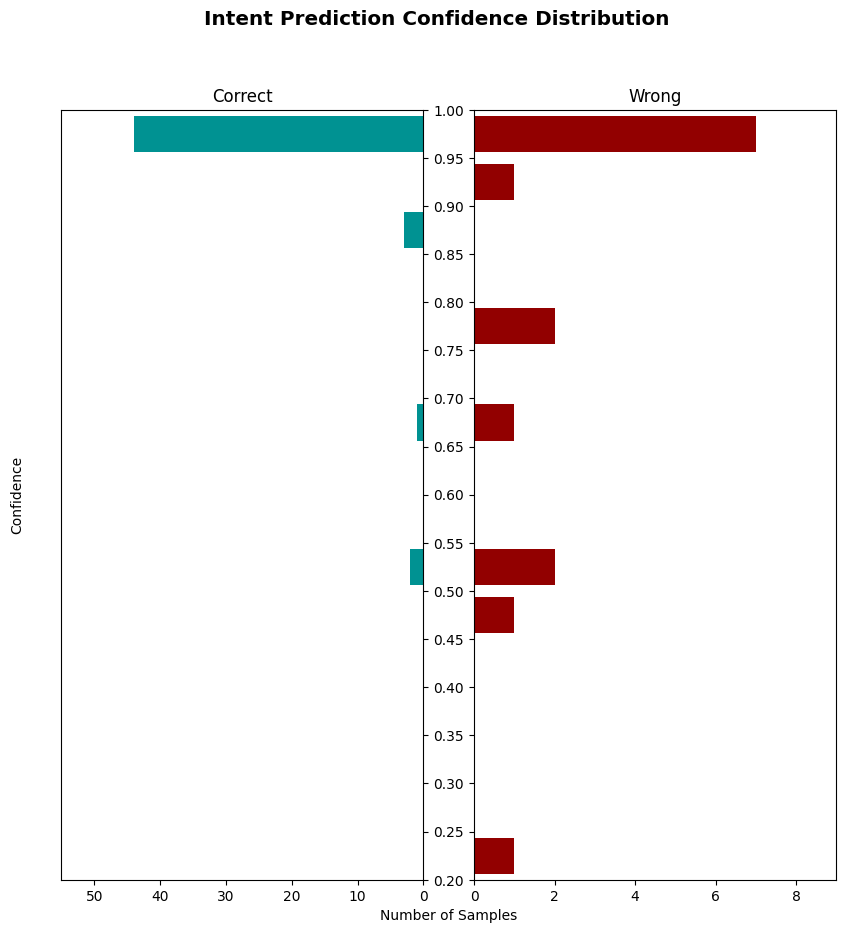 Intent Prediction Confidence Distribution
Correct
Wrong
1.00
0.95
0.90
0.85
0.80
0.75
0.70
0.65
0.60
0.55
0.50
0.45
0.40
0.35
0.30
0.25
0.20
Confidence
50 40 30 20 10 0
0 2 4 6 8
Number of Samples